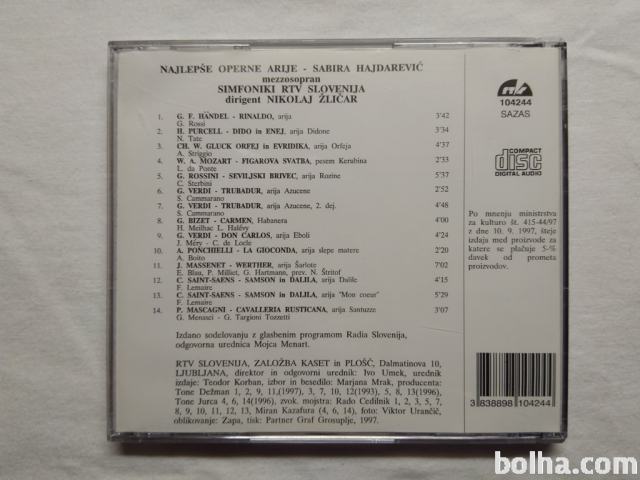 NAJLEPŠE OPERNE ARIJE - SABIRA HAJDAREVIĆ
mezzosopran
SIMFONIKI RTV SLOVENIJA
dirigent NIKOLAJ ŽLIČAR
1. G. F. HÄNDEL - RINALDO, arija 3'42
G. Rossi
2. H. PURCELL - DIDO in ENEJ, arija Didone 3'34
N. Tate
3. CH. W. GLUCK ORFEJ in EVRIDIKA, arija Orfeja 4'37
A. Striggio
4. W. A. MOZART - FIGAROVA SVATBA, pesem Kerubina 2'33
L. da Ponte
5. G. ROSSINI - SEVILJSKI BRIVEC, arija Rozine 5'37
C. Sterbini
6. G. VERDI - TRUBADUR, arija Azucene 2'52
S. Cammarano
7. G. VERDI - TRUBADUR, arija Azucene, 2. dej. 4'48
S. Cammarano
8. G. BIZET - CARMEN, Habanera 4'00
H. Meilhac L. Halévy
9. G. VERDI - DON CARLOS, arija Eboli 4'24
J. Méry - C. de Locle
10. A. PONCHIELLI - LA GIOCONDA, arija slepe matere 2'20
A. Boito
11. J. MASSENET - WERTHER, arija Šarlote 7'02
E. Blau, P. Milliet, G. Hartmann, prev. N. Štritof
12. C. SAINT-SAENS - SAMSON in DALILA, arija Dalile 5'51
F. Lemaire
13. C. SAINT-SAENS - SAMSON in DALILA, arija "Mon coeur" 5'29
F. Lemaire
14. P. MASCAGNI - CAVALLERIA RUSTICANA, arija Santuzze 3'07
G. Menasci - G. Targioni Tozzetti
Izdano sodelovanju z glasbenim programom Radia Slovenija,
odgovorna urednica Mojca Menart.
RTV SLOVENIJA, ZALOŽBA KASET in PLOŠČ, Dalmatinova 10,
LJUBLJANA, direktor in odgovorni urednik: Ivo Umek, urednik
izdaje: Teodor Korban, izbor in besedilo: Marjana Mrak, producenta:
Tone Dežman 1, 2, 9, 11,(1997), 3, 7, 10, 12(1993), 5, 8, 13(1996),
Tone Jurca 4, 6, 14(1996), zvok. mojstra: Rado Cedilnik 1, 2, 3, 5, 7,
8, 9, 10, 11, 12, 13, Miran Kazafura (4, 6, 14), foto: Viktor Urančič,
oblikovanje: Zapa, tisk: Partner Graf Grosuplje, 1997.
104244
SAZAS
COMPACT
disc
DIGITAL AUDIO
Po mnenju ministrstva
za kulturo št. 415-44/97
z dne 10. 9. 1997, šteje
izdaja med proizvode za
katere se plačuje 5-%
davek od prometa
proizvodov.
3 838898 104244
bolha.com